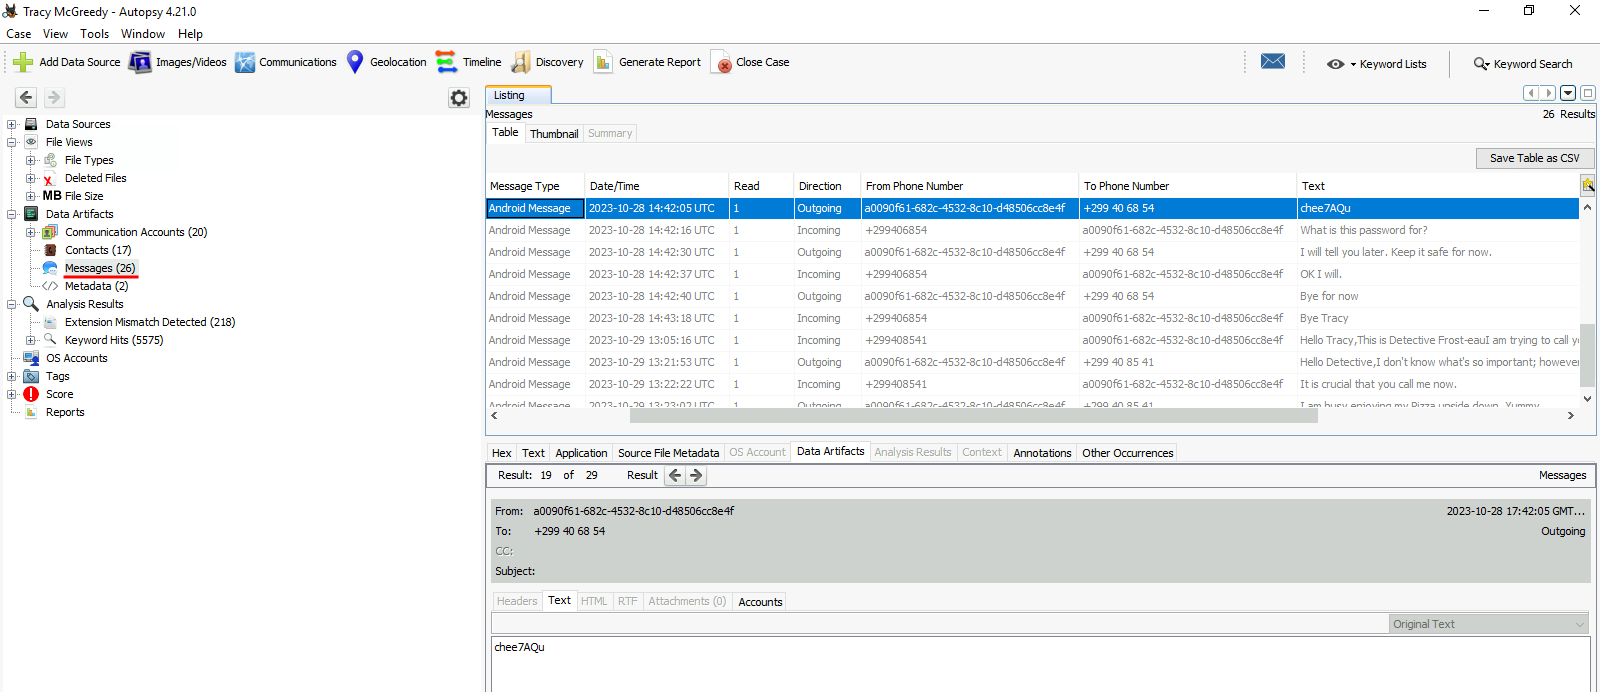 Tracy McGreedy - Autopsy 4.21.0
Case View Tools Window Help
Add Data Source Images/Videos Communications Geolocation Timeline Discovery Generate Report Close Case Keyword Lists Keyword Search
Data Sources
File Views
File Types
Deleted Files
MB File Size
Data Artifacts
Communication Accounts (20)
Contacts (17)
Messages (26)
Metadata (2)
Analysis Results
Extension Mismatch Detected (218)
Keyword Hits (5575)
OS Accounts
Tags
Score
Reports
Listing
Messages 26 Results
Table Thumbnail Summary
Save Table as CSV
Message Type Date/Time Read Direction From Phone Number To Phone Number Text
Android Message 2023-10-28 14:42:05 UTC 1 Outgoing a0090f61-682c-4532-8c10-d48506cc8e4f +299 40 68 54 chee7AQu
Android Message 2023-10-28 14:42:16 UTC 1 Incoming +299406854 a0090f61-682c-4532-8c10-d48506cc8e4f What is this password for?
Android Message 2023-10-28 14:42:30 UTC 1 Outgoing a0090f61-682c-4532-8c10-d48506cc8e4f +299 40 68 54 I will tell you later. Keep it safe for now.
Android Message 2023-10-28 14:42:37 UTC 1 Incoming +299406854 a0090f61-682c-4532-8c10-d48506cc8e4f OK I will.
Android Message 2023-10-28 14:42:40 UTC 1 Outgoing a0090f61-682c-4532-8c10-d48506cc8e4f +299 40 68 54 Bye for now
Android Message 2023-10-28 14:43:18 UTC 1 Incoming +299406854 a0090f61-682c-4532-8c10-d48506cc8e4f Bye Tracy
Android Message 2023-10-29 13:05:16 UTC 1 Incoming +299408541 a0090f61-682c-4532-8c10-d48506cc8e4f Hello Tracy,This is Detective Frost-eauI am trying to call yo
Android Message 2023-10-29 13:21:53 UTC 1 Outgoing a0090f61-682c-4532-8c10-d48506cc8e4f +299 40 85 41 Hello Detective,I don't know what's so important; however
Android Message 2023-10-29 13:22:22 UTC 1 Incoming +299408541 a0090f61-682c-4532-8c10-d48506cc8e4f It is crucial that you call me now.
Android Message 2023-10-29 13:23:02 UTC 1 Outgoing a0090f61-682c-4532-8c10-d48506cc8e4f +299 40 85 41 I am busy enjoying my Pizza upside down. Yummy
Hex Text Application Source File Metadata OS Account Data Artifacts Analysis Results Context Annotations Other Occurrences
Result: 19 of 29 Result Messages
From: a0090f61-682c-4532-8c10-d48506cc8e4f 2023-10-28 17:42:05 GMT...
To: +299 40 68 54 Outgoing
CC:
Subject:
Headers Text HTML RTF Attachments (0) Accounts
Original Text
chee7AQu